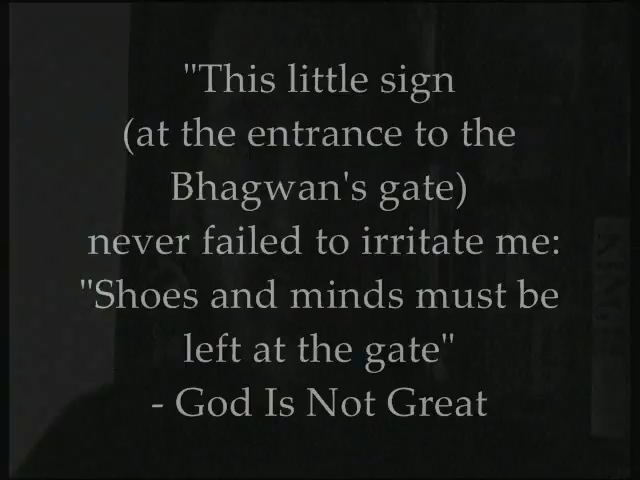 "This little sign
(at the entrance to the
Bhagwan's gate)
never failed to irritate me:
"Shoes and minds must be
left at the gate"
- God Is Not Great